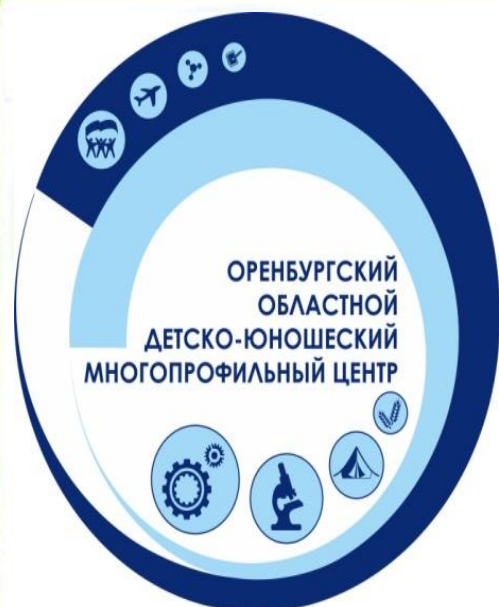 ОРЕНБУРГСКИЙ
ОБЛАСТНОЙ
ДЕТСКО-ЮНОШЕСКИЙ
МНОГОПРОФИЛЬНЫЙ ЦЕНТР